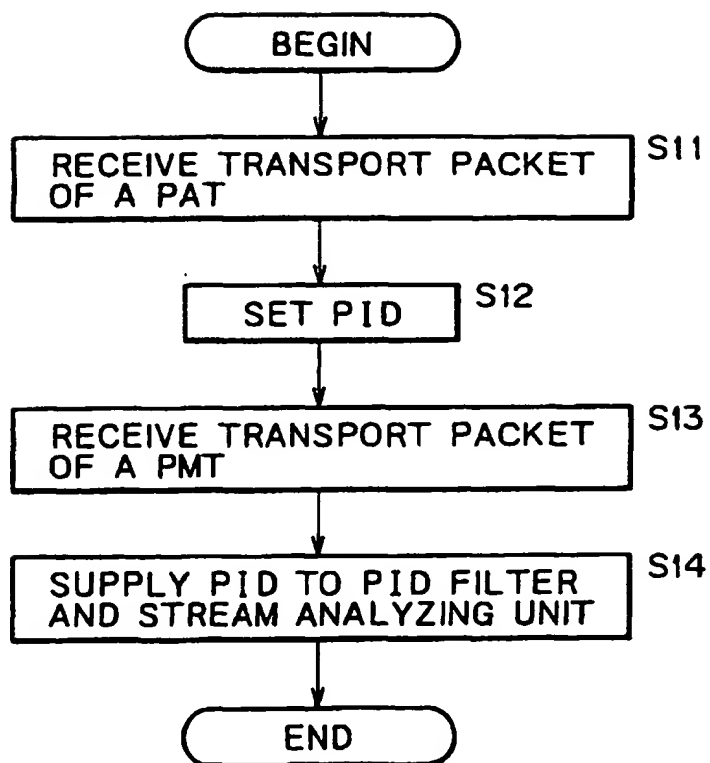 BEGIN
RECEIVE TRANSPORT PACKET
OF A PAT
S11
SET PID
S12
RECEIVE TRANSPORT PACKET
OF A PMT
S13
SUPPLY PID TO PID FILTER
AND STREAM ANALYZING UNIT
S14
END